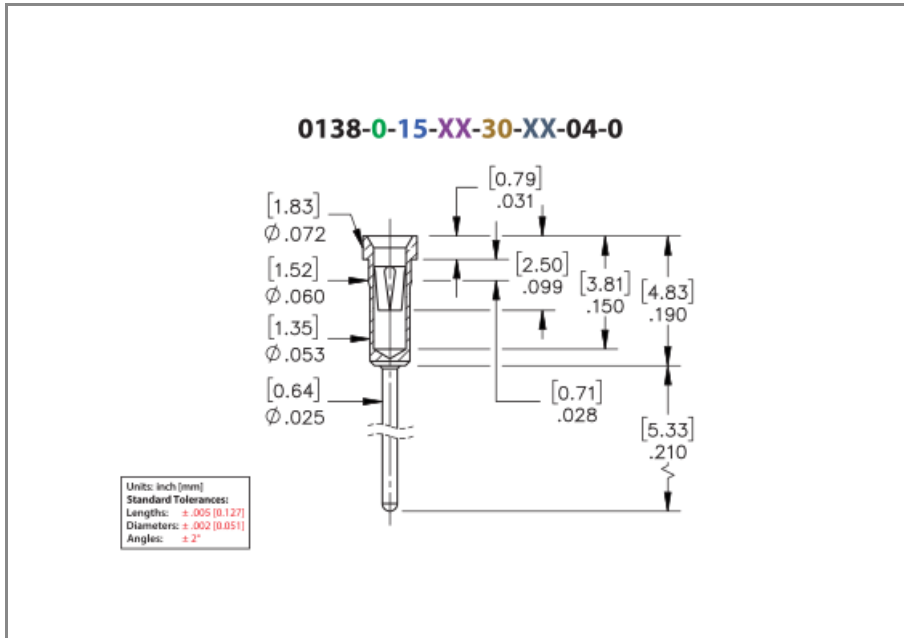 0138-0-15-XX-30-XX-04-0
[0.79]
.031
[1.83]
Ø.072
[1.52]
Ø.060
[2.50]
.099
[3.81]
.150
[4.83]
.190
[1.35]
Ø.053
[0.64]
Ø.025
[0.71]
.028
[5.33]
.210
Units: inch [mm]
Standard Tolerances:
Lengths: ± .005 [0.127]
Diameters: ± .002 [0.051]
Angles: ± 2°